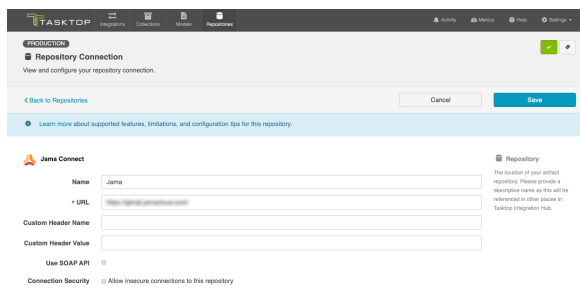 TASKTOP
Integrations Collections Models Repositories
Activity Metrics Help Settings
PRODUCTION
Repository Connection
View and configure your repository connection.
Back to Repositories
Cancel Save
Learn more about supported features, limitations, and configuration tips for this repository.
Jama Connect
Name Jama
* URL
Custom Header Name
Custom Header Value
Use SOAP API
Connection Security Allow insecure connections to this repository
Repository
The location of your artifact
repository. Please provide a
descriptive name as this will be
referenced in other places in
Tasktop Integration Hub.